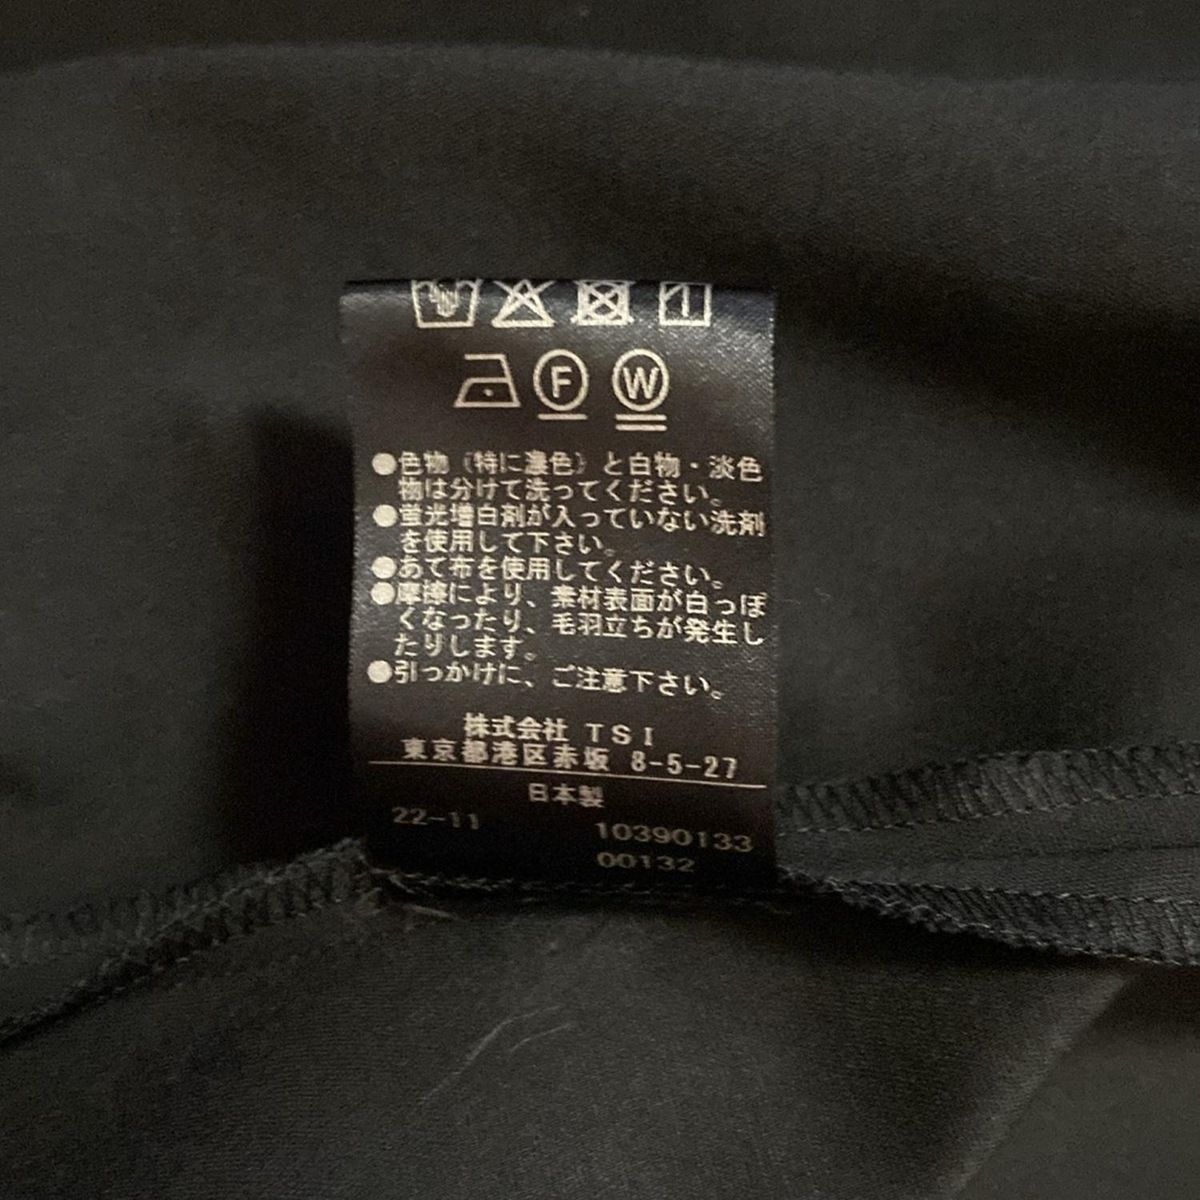 F W
●色物（特に濃色）と白物・淡色
物は分けて洗ってください。
●蛍光増白剤が入っていない洗剤
を使用して下さい。
●あて布を使用してください。
●摩擦により、素材表面が白っぽ
くなったり、毛羽立ちが発生し
たりします。
●引っかけに、ご注意下さい。
株式会社 TSI
東京都港区赤坂 8-5-27
日本製
22-11 10390133
00132